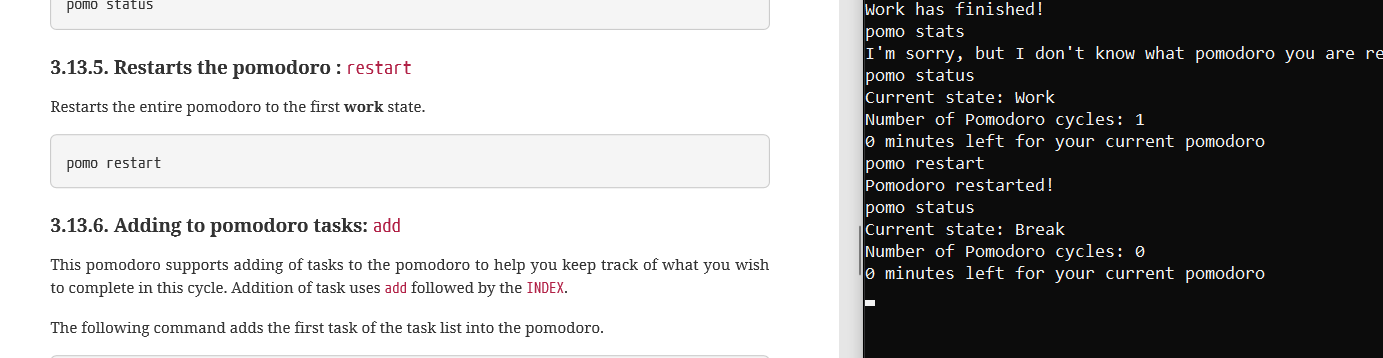 pomo status
3.13.5. Restarts the pomodoro : restart
Restarts the entire pomodoro to the first work state.
pomo restart
3.13.6. Adding to pomodoro tasks: add
This pomodoro supports adding of tasks to the pomodoro to help you keep track of what you wish
to complete in this cycle. Addition of task uses add followed by the INDEX.
The following command adds the first task of the task list into the pomodoro.
Work has finished!
pomo stats
I'm sorry, but I don't know what pomodoro you are re
pomo status
Current state: Work
Number of Pomodoro cycles: 1
0 minutes left for your current pomodoro
pomo restart
Pomodoro restarted!
pomo status
Current state: Break
Number of Pomodoro cycles: 0
0 minutes left for your current pomodoro